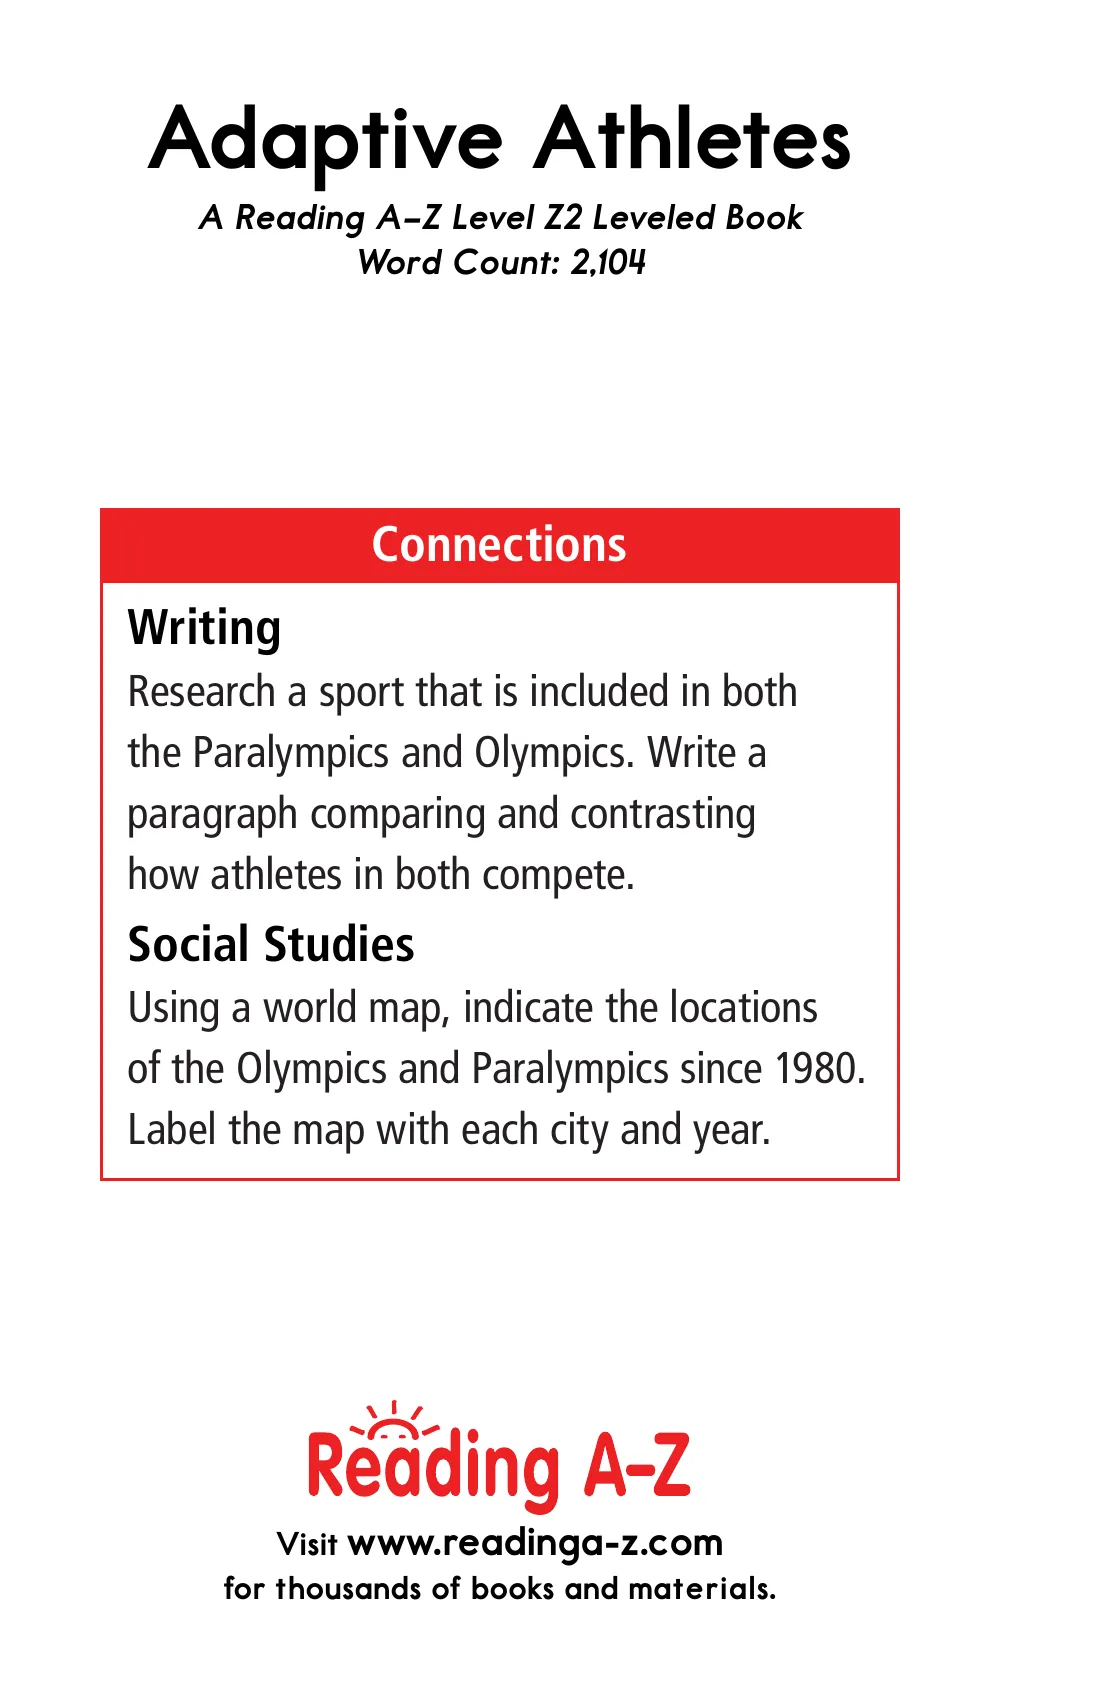 Adaptive Athletes
A Reading A–Z Level Z2 Leveled Book
Word Count: 2,104
Connections
Writing
Research a sport that is included in both
the Paralympics and Olympics. Write a
paragraph comparing and contrasting
how athletes in both compete.
Social Studies
Using a world map, indicate the locations
of the Olympics and Paralympics since 1980.
Label the map with each city and year.
Reading A–Z
Visit www.readinga-z.com
for thousands of books and materials.